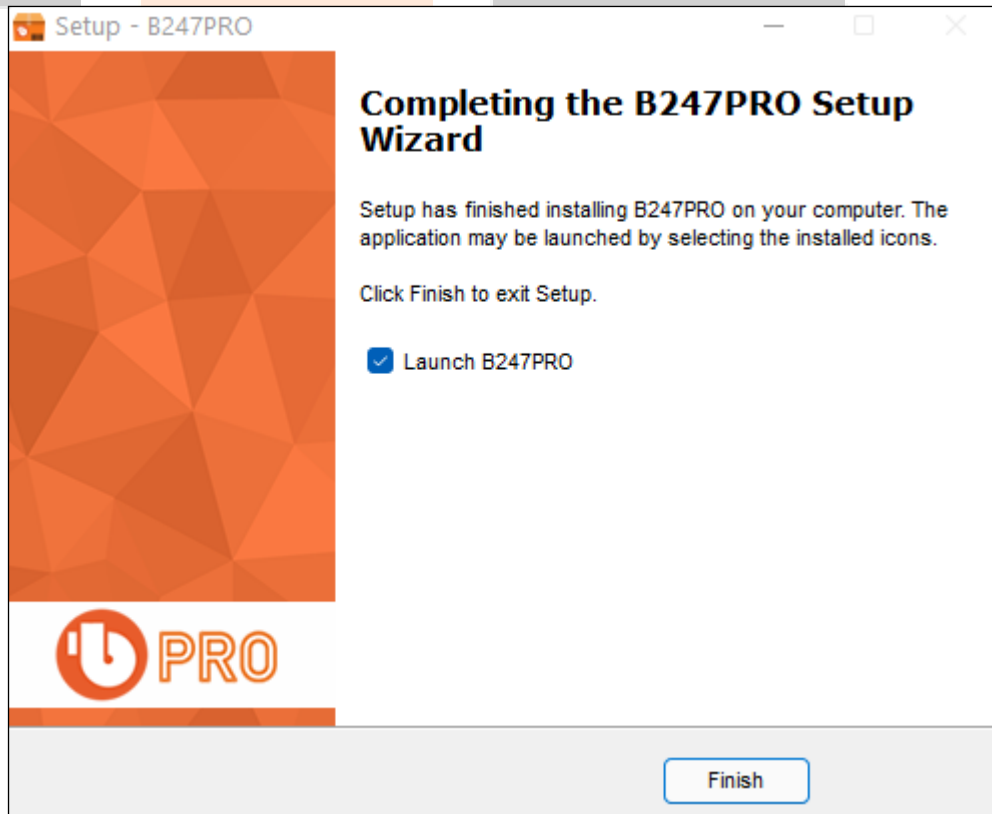 Setup - B247PRO
Completing the B247PRO Setup
Wizard
Setup has finished installing B247PRO on your computer. The
application may be launched by selecting the installed icons.
Click Finish to exit Setup.
Launch B247PRO
b PRO
Finish